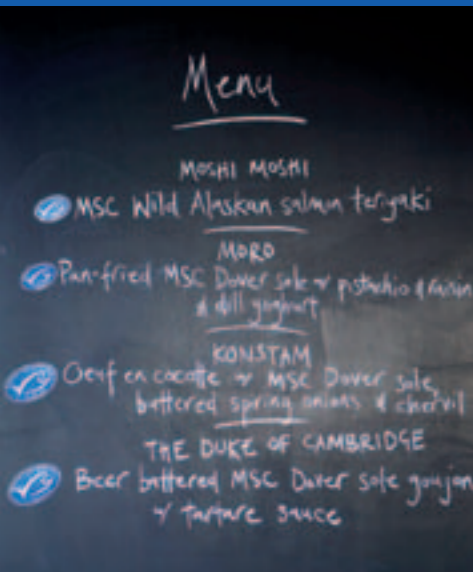 Menu
MOSHI MOSHI
MSC Wild Alaskan salmon teriyaki
MORO
Pan-fried MSC Dover sole w pistachio & raisin
& dill yoghurt
KONSTAM
Oeuf en cocotte w MSC Dover sole,
buttered spring onions & chervil
THE DUKE OF CAMBRIDGE
Beer battered MSC Dover sole goujon
w tartare sauce